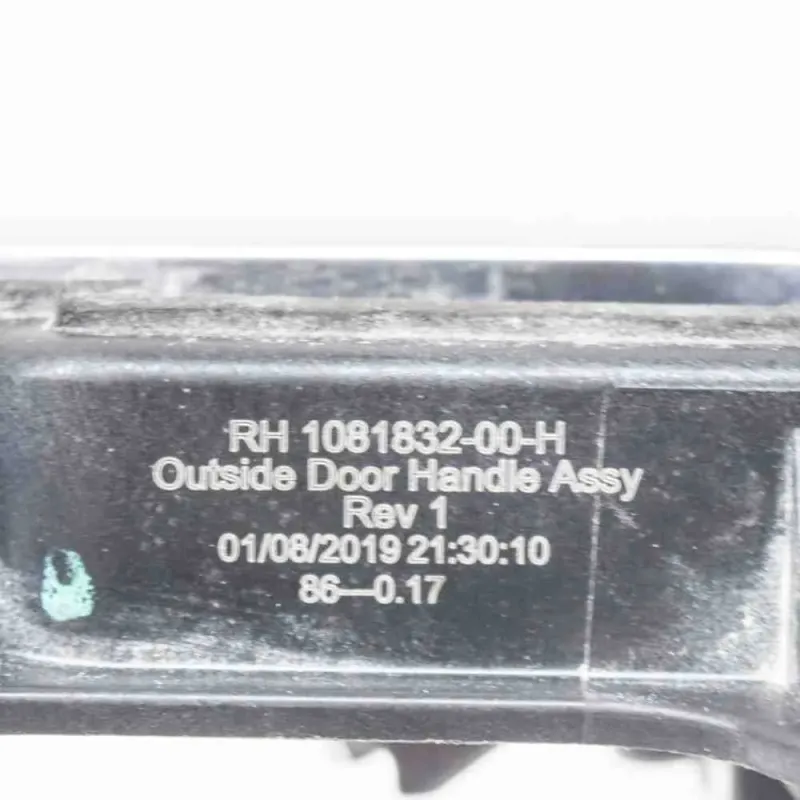 RH 1081832-00-H
Outside Door Handle Assy
Rev 1
01/08/2019 21:30:10
86—0.17